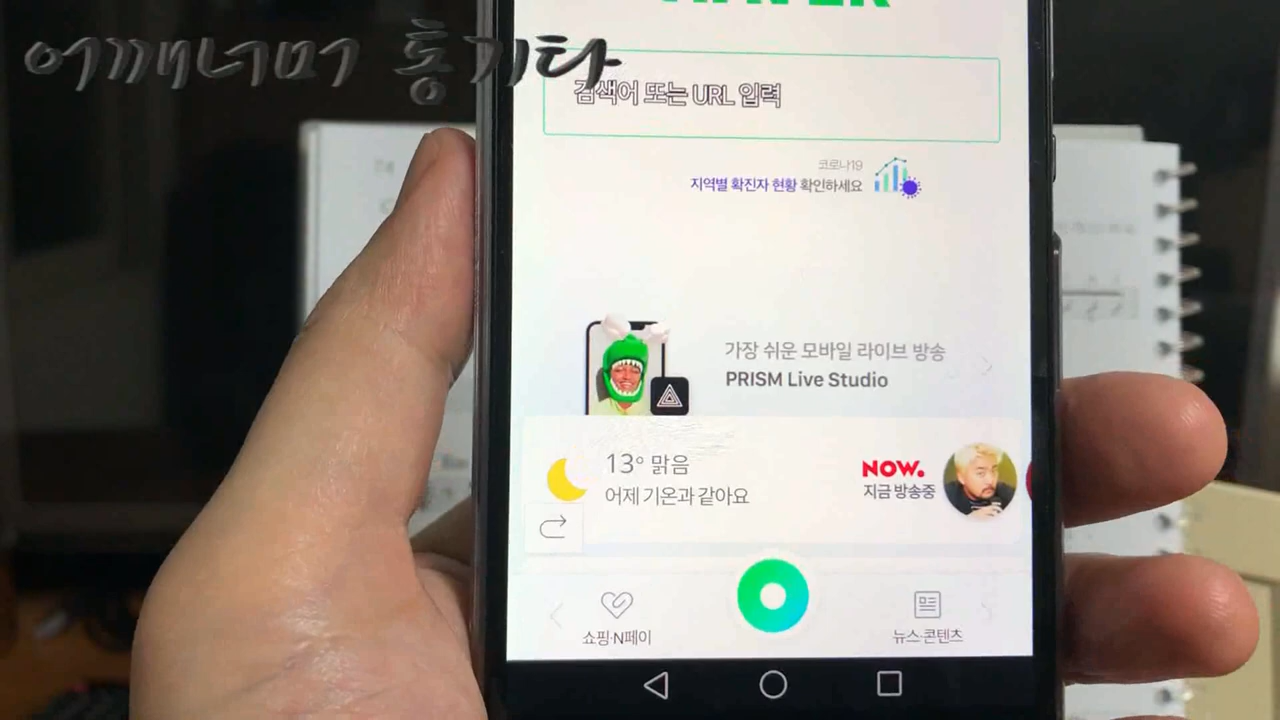 어깨너머 통기타
검색어 또는 URL 입력
코로나19
지역별 확진자 현황 확인하세요
가장 쉬운 모바일 라이브 방송
PRISM Live Studio
13° 맑음
어제 기온과 같아요
NOW.
지금 방송중
쇼핑·N페이
뉴스·콘텐츠